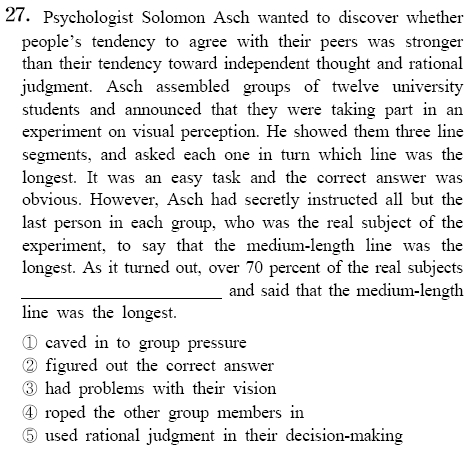 27. Psychologist Solomon Asch wanted to discover whether
people's tendency to agree with their peers was stronger
than their tendency toward independent thought and rational
judgment. Asch assembled groups of twelve university
students and announced that they were taking part in an
experiment on visual perception. He showed them three line
segments, and asked each one in turn which line was the
longest. It was an easy task and the correct answer was
obvious. However, Asch had secretly instructed all but the
last person in each group, who was the real subject of the
experiment, to say that the medium-length line was the
longest. As it turned out, over 70 percent of the real subjects
____________________ and said that the medium-length
line was the longest.
① caved in to group pressure
② figured out the correct answer
③ had problems with their vision
④ roped the other group members in
⑤ used rational judgment in their decision-making